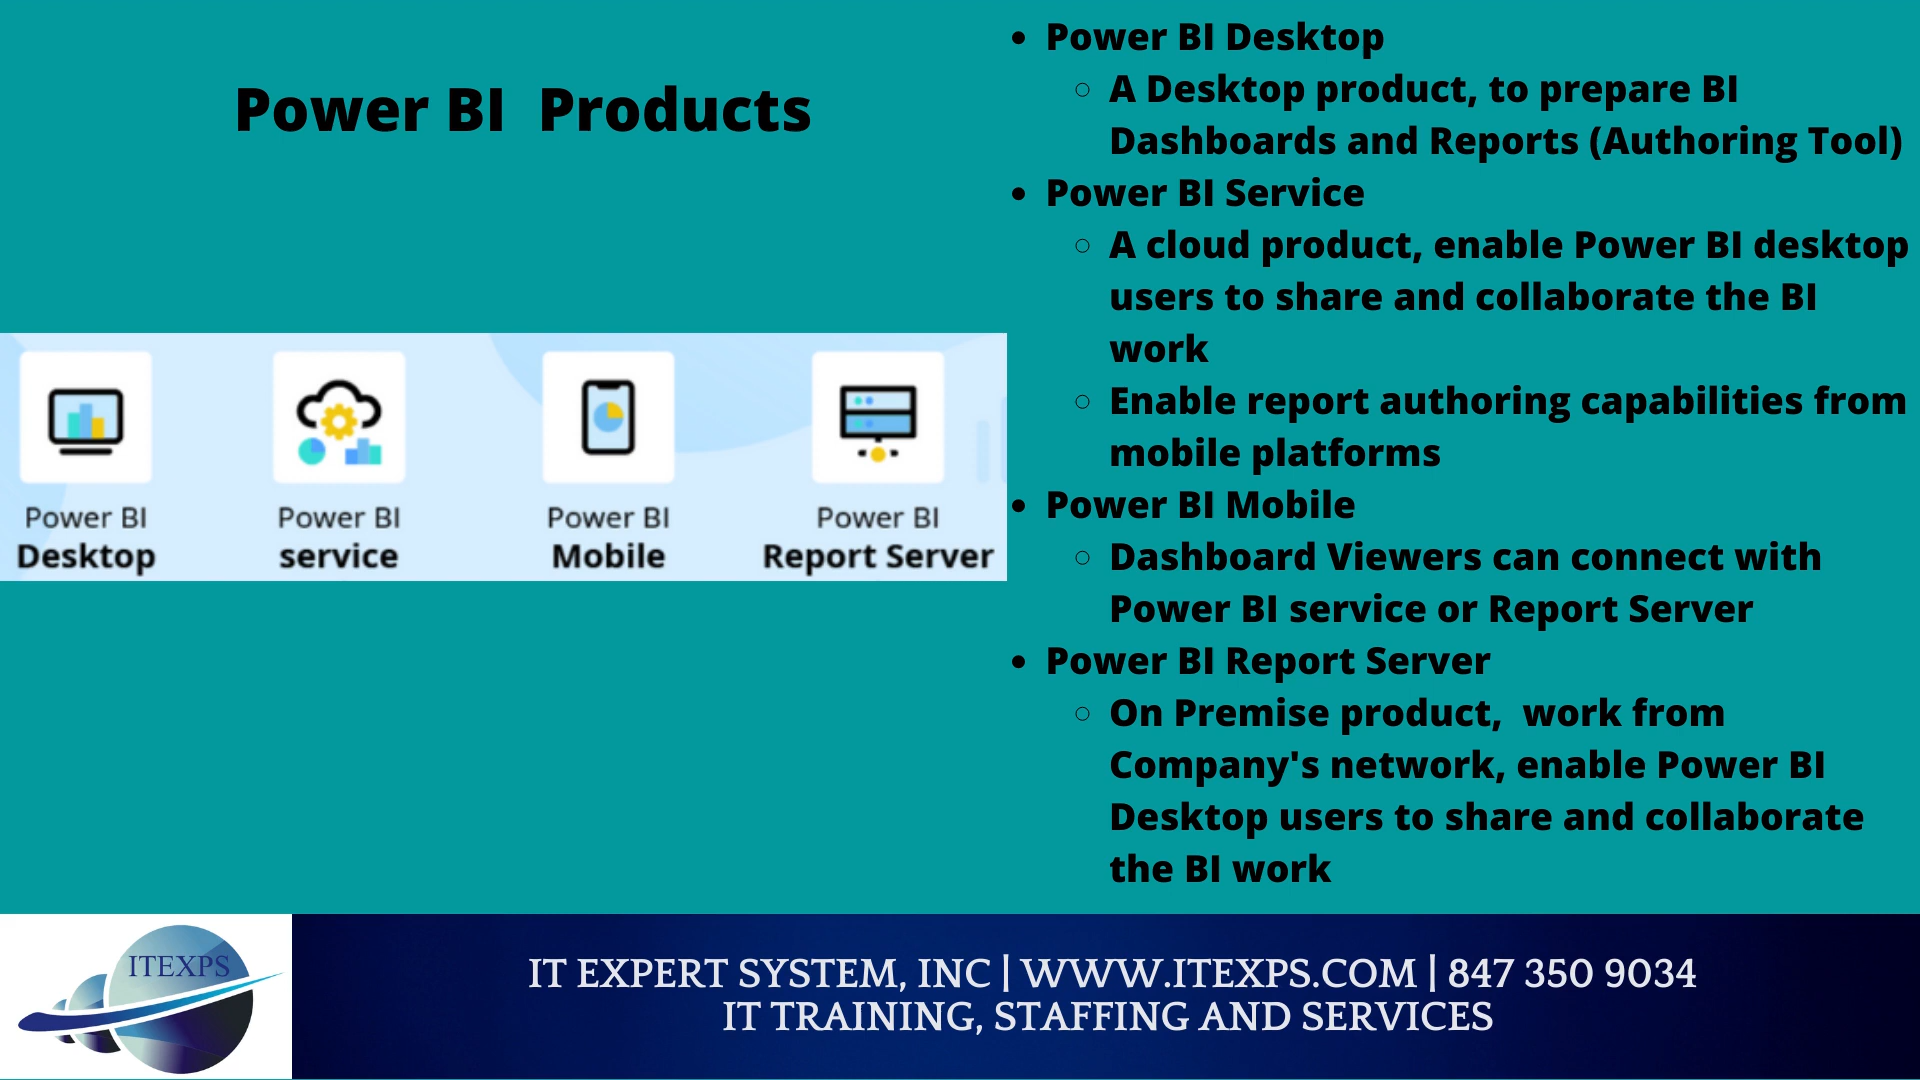 Power BI  Products
Power BI
Desktop
Power BI
service
Power BI
Mobile
Power BI
Report Server
• Power BI Desktop
○ A Desktop product, to prepare BI
Dashboards and Reports (Authoring Tool)
• Power BI Service
○ A cloud product, enable Power BI desktop
users to share and collaborate the BI
work
○ Enable report authoring capabilities from
mobile platforms
• Power BI Mobile
○ Dashboard Viewers can connect with
Power BI service or Report Server
• Power BI Report Server
○ On Premise product,  work from
Company's network, enable Power BI
Desktop users to share and collaborate
the BI work
ITEXPS
IT EXPERT SYSTEM, INC | WWW.ITEXPS.COM | 847 350 9034
IT TRAINING, STAFFING AND SERVICES